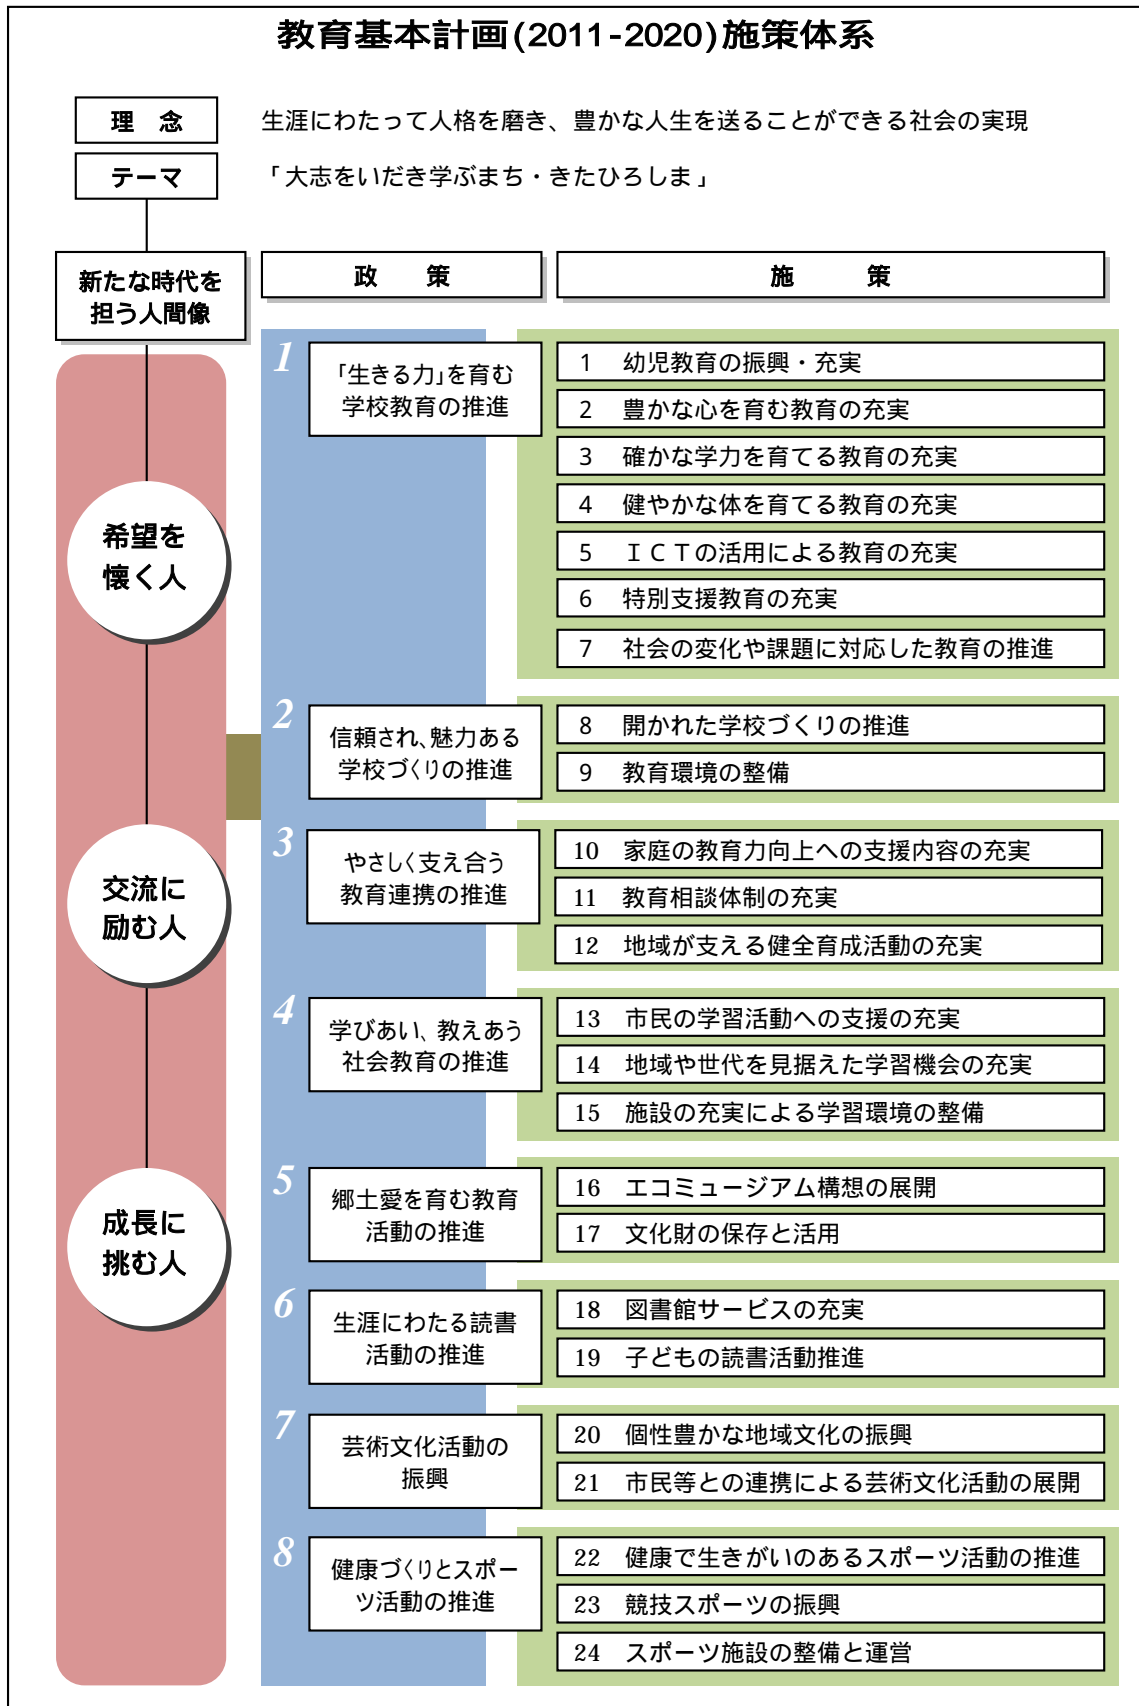 教育基本計画(2011-2020)施策体系
理　念
生涯にわたって人格を磨き、豊かな人生を送ることができる社会の実現
テーマ
「大志をいだき学ぶまち・きたひろしま」
新たな時代を
担う人間像
政　策
施　策
希望を
懐く人
交流に
励む人
成長に
挑む人
1
「生きる力」を育む
学校教育の推進
1　幼児教育の振興・充実
2　豊かな心を育む教育の充実
3　確かな学力を育てる教育の充実
4　健やかな体を育てる教育の充実
5　ＩＣＴの活用による教育の充実
6　特別支援教育の充実
7　社会の変化や課題に対応した教育の推進
2
信頼され、魅力ある
学校づくりの推進
8　開かれた学校づくりの推進
9　教育環境の整備
3
やさしく支え合う
教育連携の推進
10　家庭の教育力向上への支援内容の充実
11　教育相談体制の充実
12　地域が支える健全育成活動の充実
4
学びあい、教えあう
社会教育の推進
13　市民の学習活動への支援の充実
14　地域や世代を見据えた学習機会の充実
15　施設の充実による学習環境の整備
5
郷土愛を育む教育
活動の推進
16　エコミュージアム構想の展開
17　文化財の保存と活用
6
生涯にわたる読書
活動の推進
18　図書館サービスの充実
19　子どもの読書活動推進
7
芸術文化活動の
振興
20　個性豊かな地域文化の振興
21　市民等との連携による芸術文化活動の展開
8
健康づくりとスポー
ツ活動の推進
22　健康で生きがいのあるスポーツ活動の推進
23　競技スポーツの振興
24　スポーツ施設の整備と運営